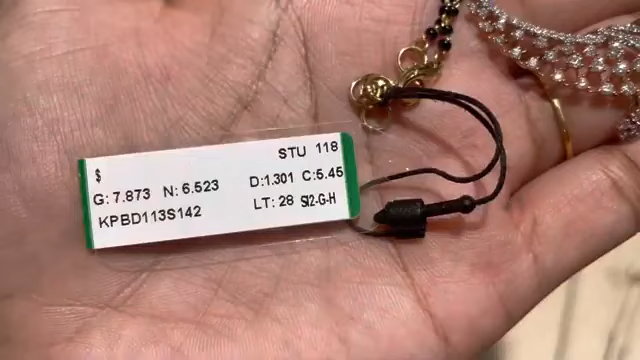 $ STU 118
G: 7.873 N: 6.523 D:1.301 C:5.45
KPBD113S142 LT: 28 SI2-G-H